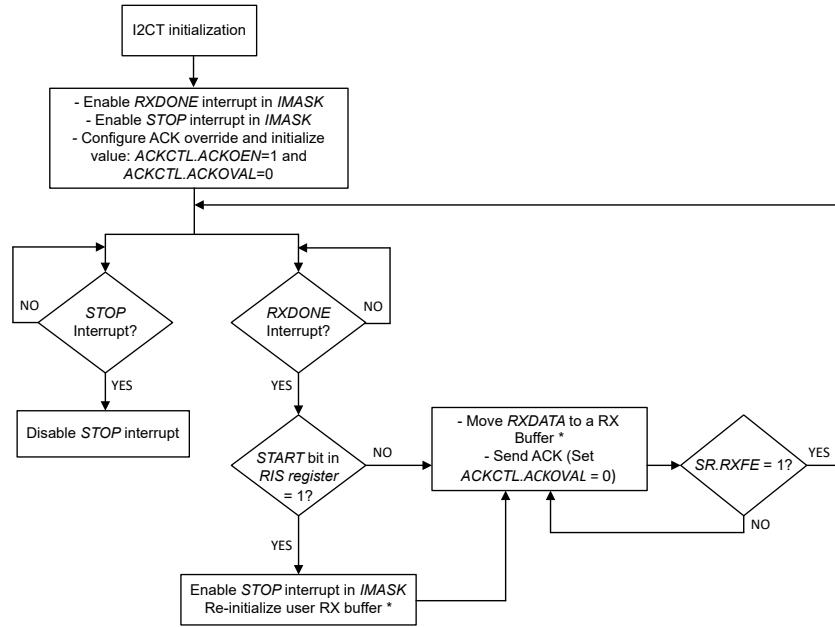 I2CT initialization
- Enable RXDONE interrupt in IMASK
- Enable STOP interrupt in IMASK
- Configure ACK override and initialize
value: ACKCTL.ACKOEN=1 and
ACKCTL.ACKOVAL=0
NO
STOP
Interrupt?
YES
Disable STOP interrupt
RXDONE
Interrupt?
NO
YES
START bit in
RIS register
= 1?
NO
YES
Enable STOP interrupt in IMASK
Re-initialize user RX buffer *
- Move RXDATA to a RX
Buffer *
- Send ACK (Set
ACKCTL.ACKOVAL = 0)
SR.RXFE = 1?
YES
NO